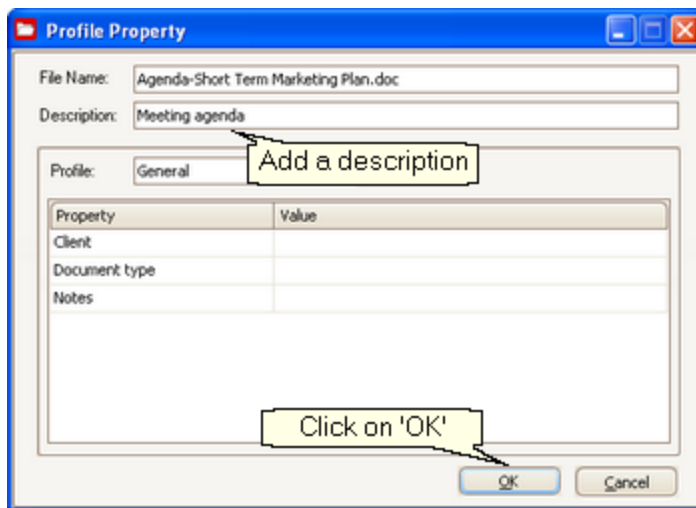 Profile Property
File Name: Agenda-Short Term Marketing Plan.doc
Description: Meeting agenda
Add a description
Profile: General
Property Value
Client
Document type
Notes
Click on 'OK'
OK Cancel